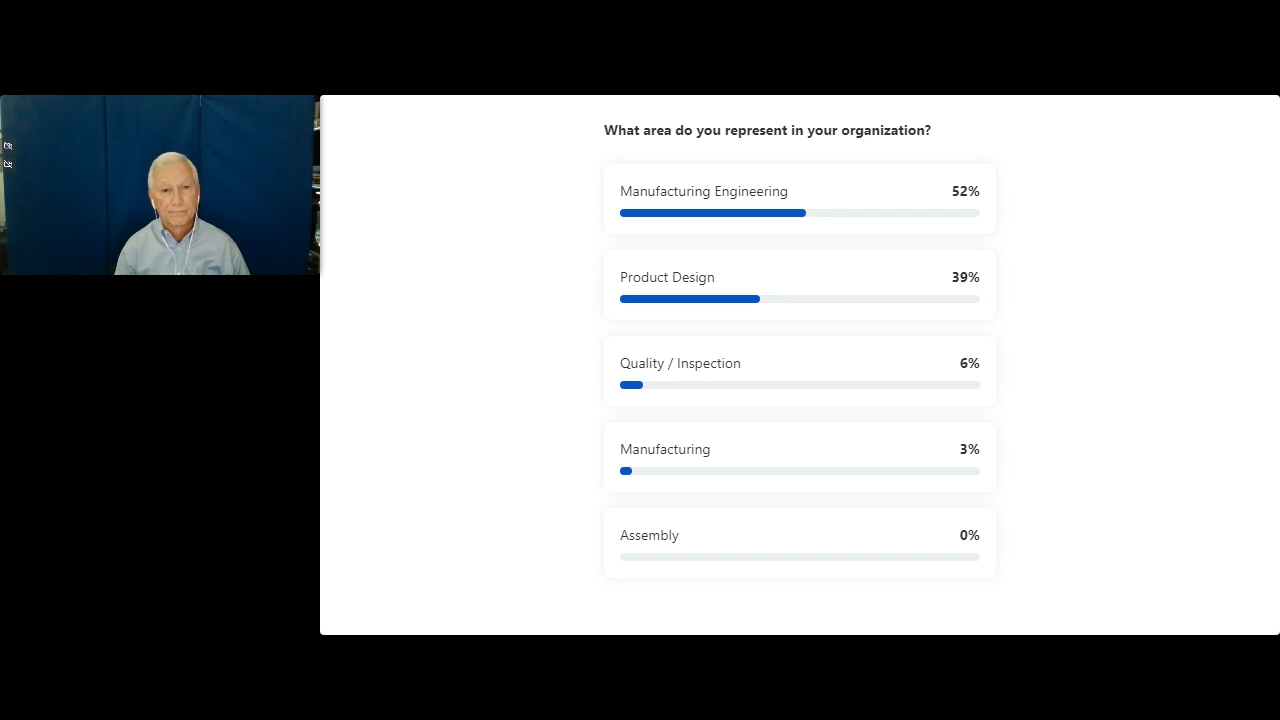 What area do you represent in your organization?
Manufacturing Engineering 52%
Product Design 39%
Quality / Inspection 6%
Manufacturing 3%
Assembly 0%